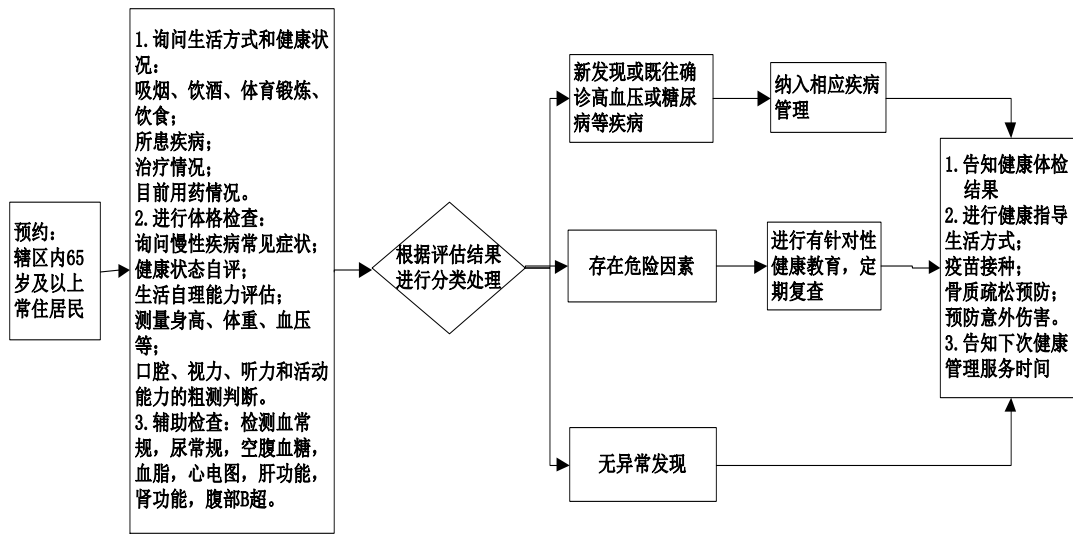 预约:
辖区内65
岁及以上
常住居民
1.询问生活方式和健康状
况:
吸烟、饮酒、体育锻炼、
饮食;
所患疾病;
治疗情况;
目前用药情况。
2.进行体格检查:
询问慢性疾病常见症状;
健康状态自评;
生活自理能力评估;
测量身高、体重、血压
等;
口腔、视力、听力和活动
能力的粗测判断。
3.辅助检查: 检测血常
规, 尿常规, 空腹血糖,
血脂, 心电图, 肝功能,
肾功能, 腹部B超。
根据评估结果
进行分类处理
新发现或既往确
诊高血压或糖尿
病等疾病
纳入相应疾病
管理
存在危险因素
进行有针对性
健康教育, 定
期复查
无异常发现
1.告知健康体检
结果
2.进行健康指导
生活方式;
疫苗接种;
骨质疏松预防;
预防意外伤害。
3.告知下次健康
管理服务时间